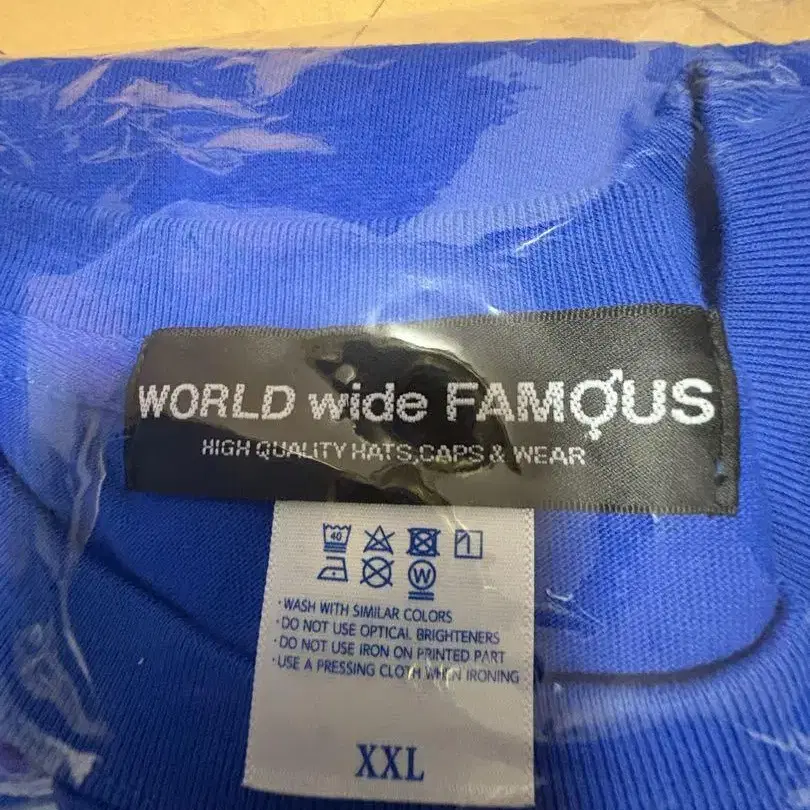 WORLD wide FAMOUS
HIGH QUALITY HATS,CAPS & WEAR
40
W
·WASH WITH SIMILAR COLORS
·DO NOT USE OPTICAL BRIGHTENERS
·DO NOT USE IRON ON PRINTED PART
·USE A PRESSING CLOTH WHEN IRONING
XXL